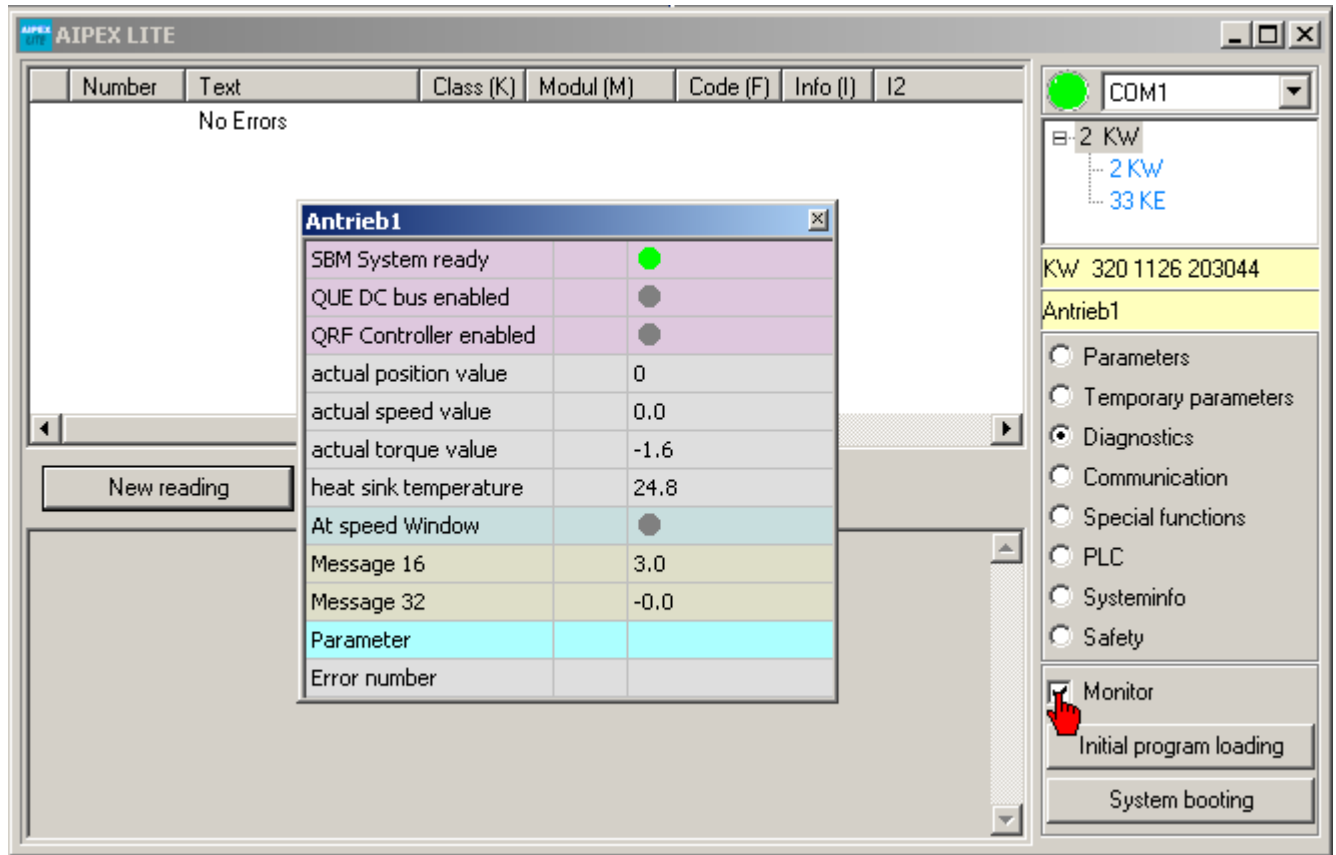 AIPEX LITE AIPEX LITE
Number Text Class (K) Modul (M) Code (F) Info (I) I2
No Errors
COM1
2 KW
2 KW
33 KE
KW 320 1126 203044
Antrieb1
Parameters
Temporary parameters
Diagnostics
Communication
Special functions
PLC
Systeminfo
Safety
Monitor
Initial program loading
System booting
New reading
Antrieb1
SBM System ready
QUE DC bus enabled
QRF Controller enabled
actual position value 0
actual speed value 0.0
actual torque value -1.6
heat sink temperature 24.8
At speed Window
Message 16 3.0
Message 32 -0.0
Parameter
Error number